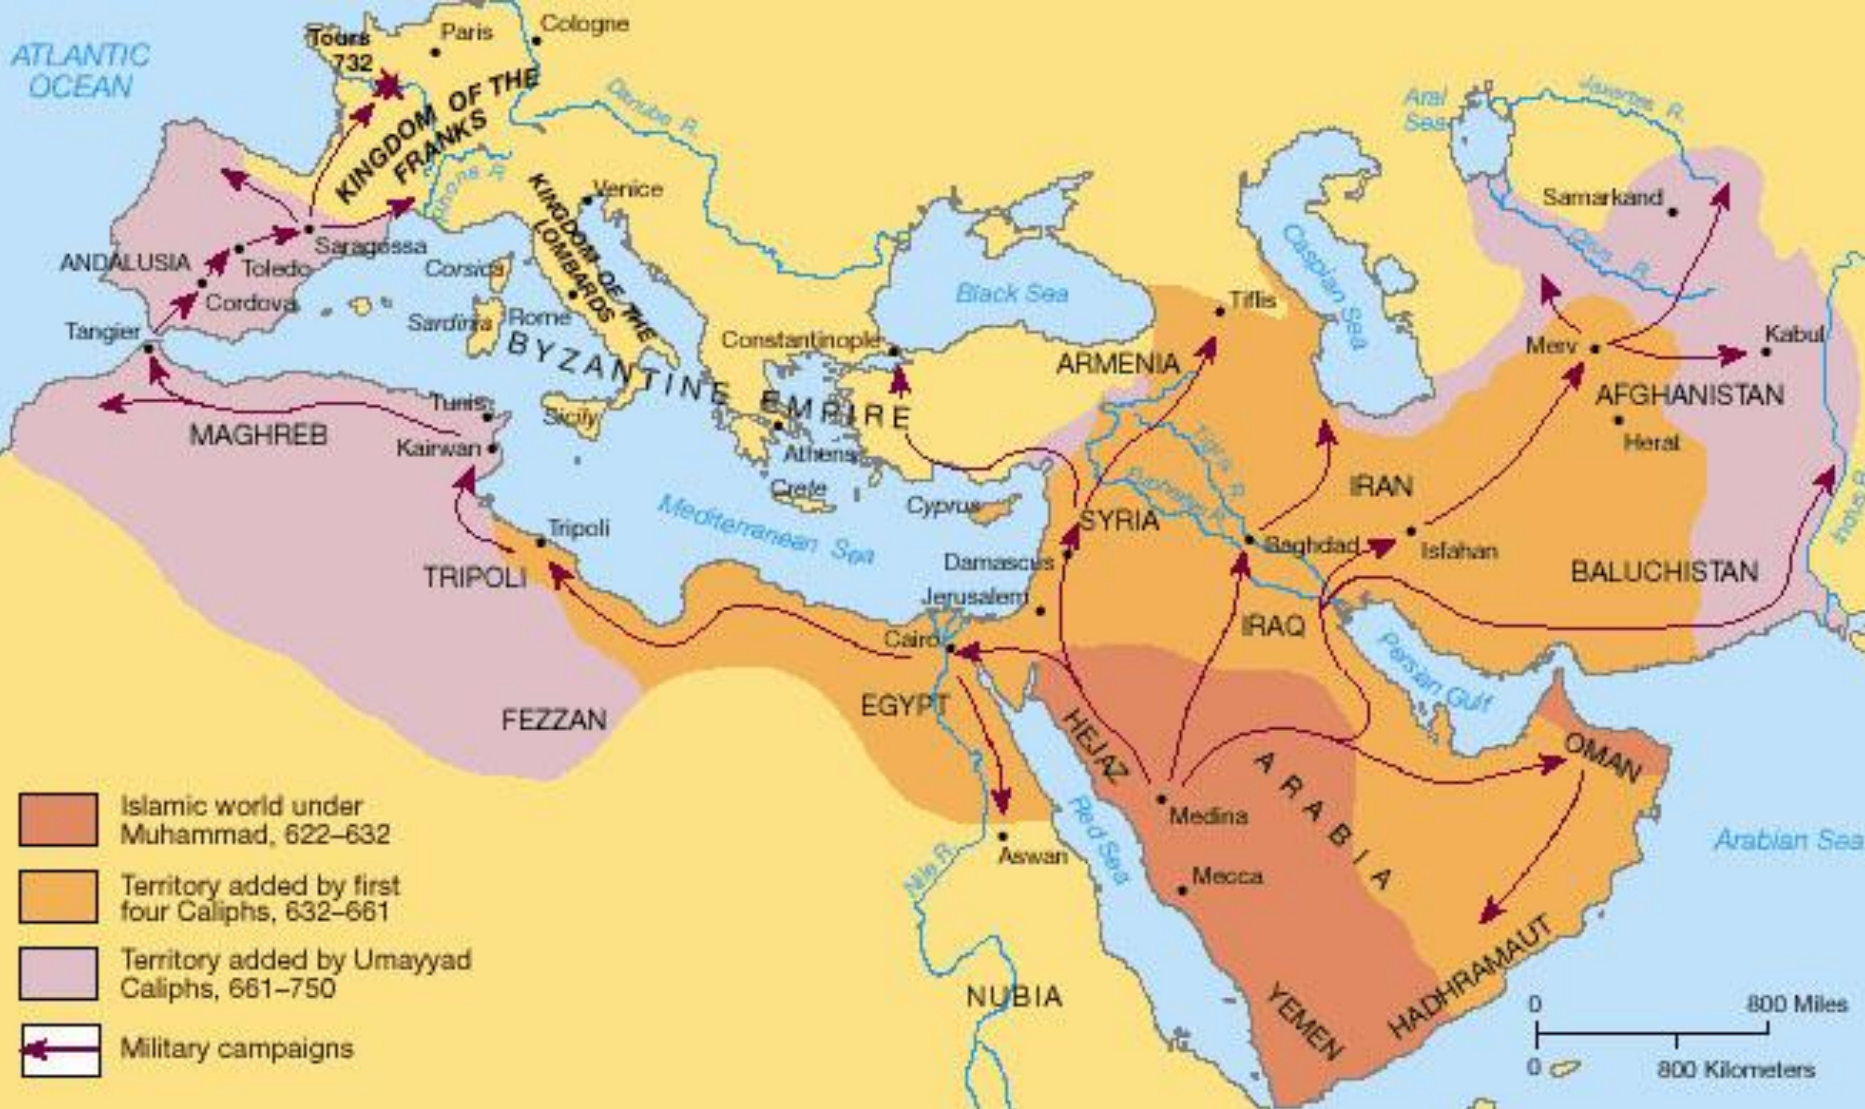 ATLANTIC
OCEAN
Tours
732
Paris
Cologne
KINGDOM OF THE
FRANKS
Danube R.
Rhone R.
Venice
KINGDOM OF THE
LOMBARDS
Aral
Sea
Jaxartes R.
Samarkand
Oxus R.
Caspian Sea
ANDALUSIA
Saragossa
Toledo
Cordova
Tangier
Corsica
Sardinia
Rome
Black Sea
Tiflis
Constantinople
ARMENIA
Merv
Kabul
AFGHANISTAN
Herat
BYZANTINE EMPIRE
Tunis
Sicily
MAGHREB
Kairwan
Athens
Crete
Cyprus
Mediterranean Sea
Tigris R.
Euphrates R.
IRAN
SYRIA
Indus R.
Tripoli
TRIPOLI
Damascus
Baghdad
Isfahan
BALUCHISTAN
Jerusalem
Cairo
IRAQ
Persian Gulf
EGYPT
FEZZAN
HEJAZ
ARABIA
OMAN
Medina
Red Sea
Arabian Sea
Aswan
Mecca
Nile R.
NUBIA
YEMEN
HADHRAMAUT
Islamic world under
Muhammad, 622–632
Territory added by first
four Caliphs, 632–661
Territory added by Umayyad
Caliphs, 661–750
Military campaigns
0 800 Miles
0 800 Kilometers